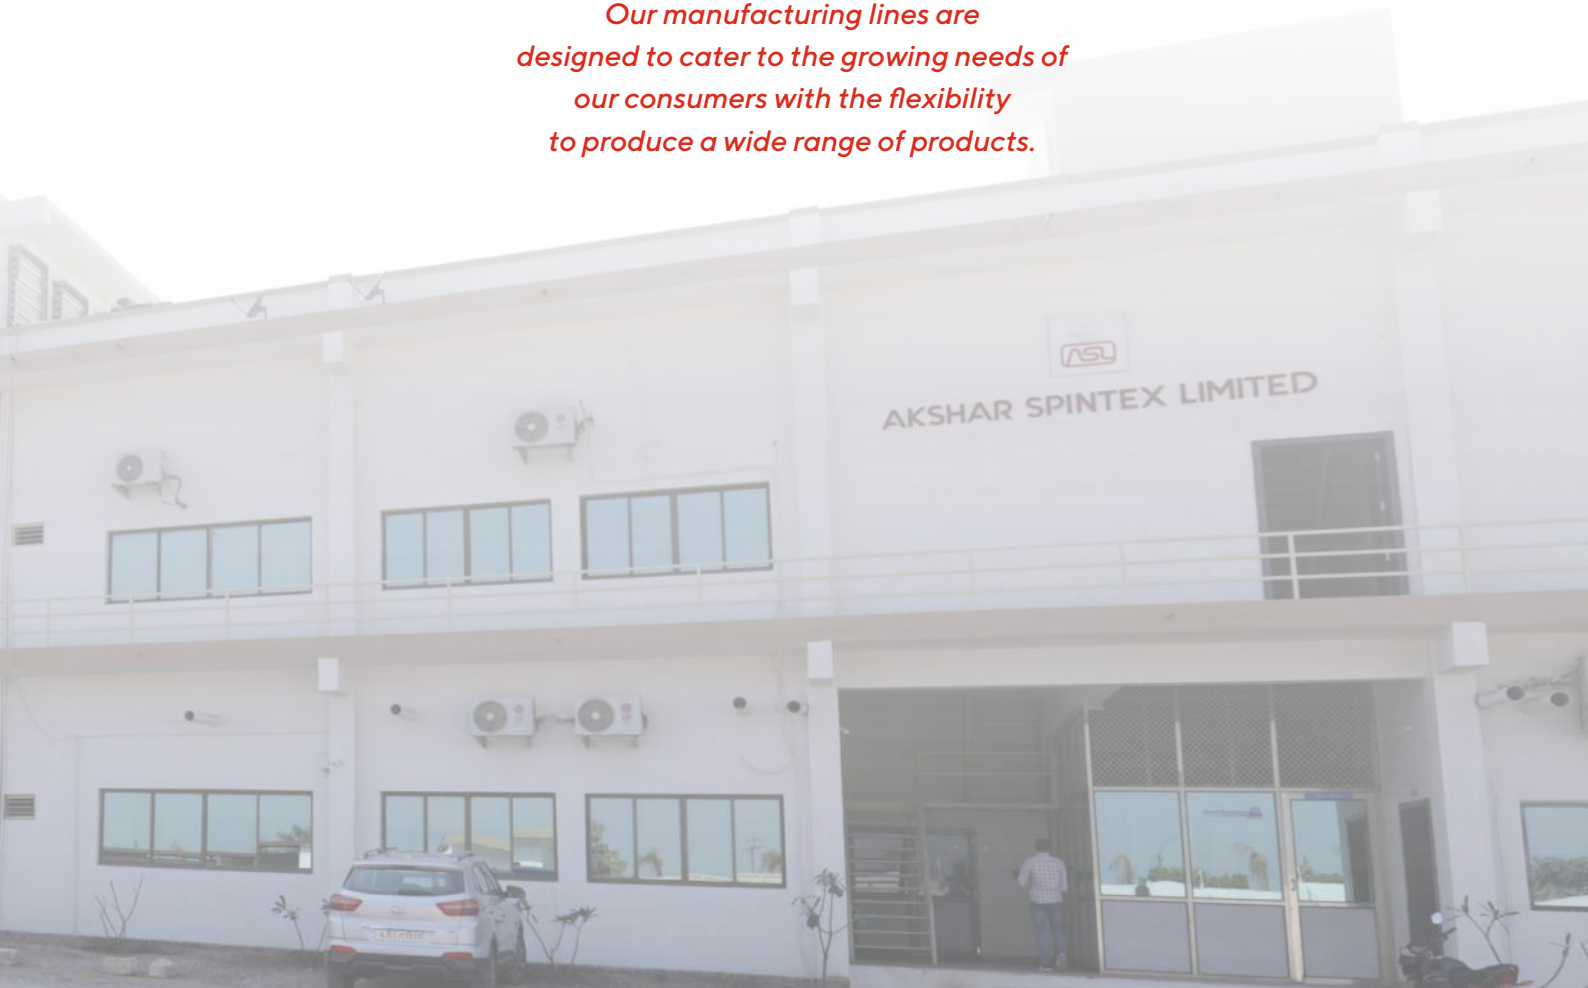 Our manufacturing lines are
designed to cater to the growing needs of
our consumers with the flexibility
to produce a wide range of products.
ASL
AKSHAR SPINTEX LIMITED